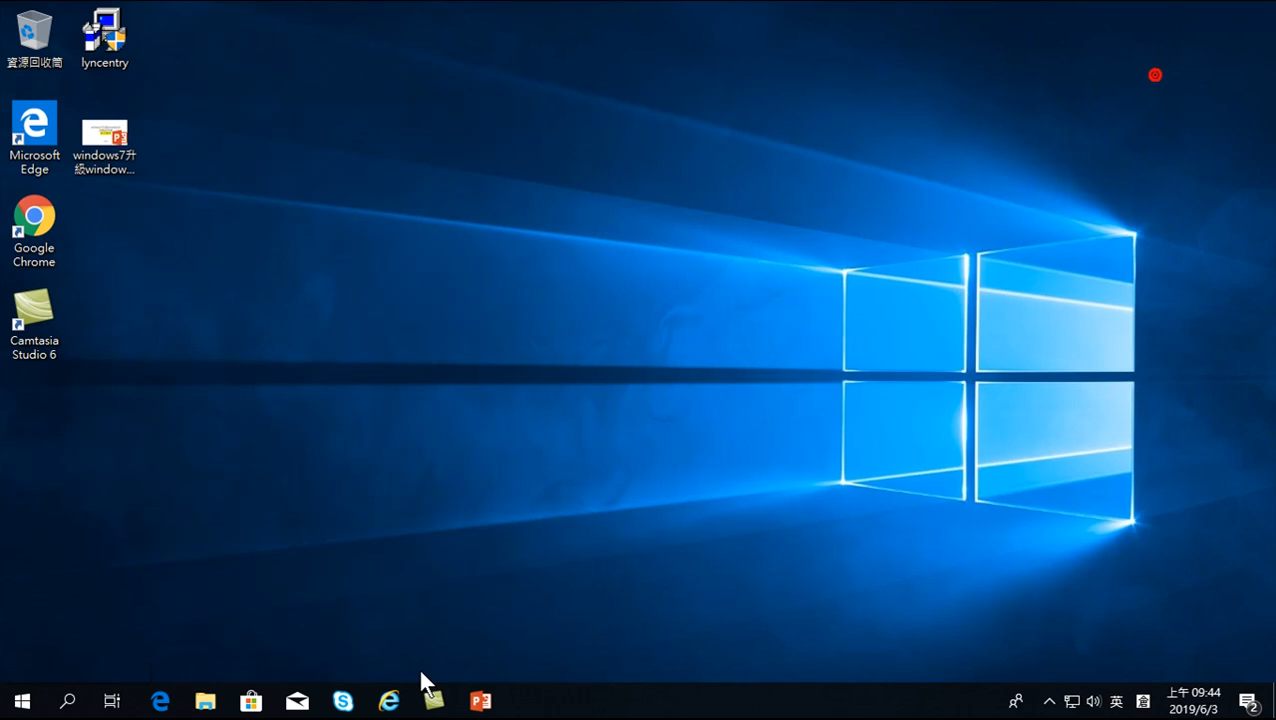 資源回收筒
lyncentry
Microsoft
Edge
windows7升
級window...
Google
Chrome
Camtasia
Studio 6
英
倉
上午 09:44
2019/6/3
2